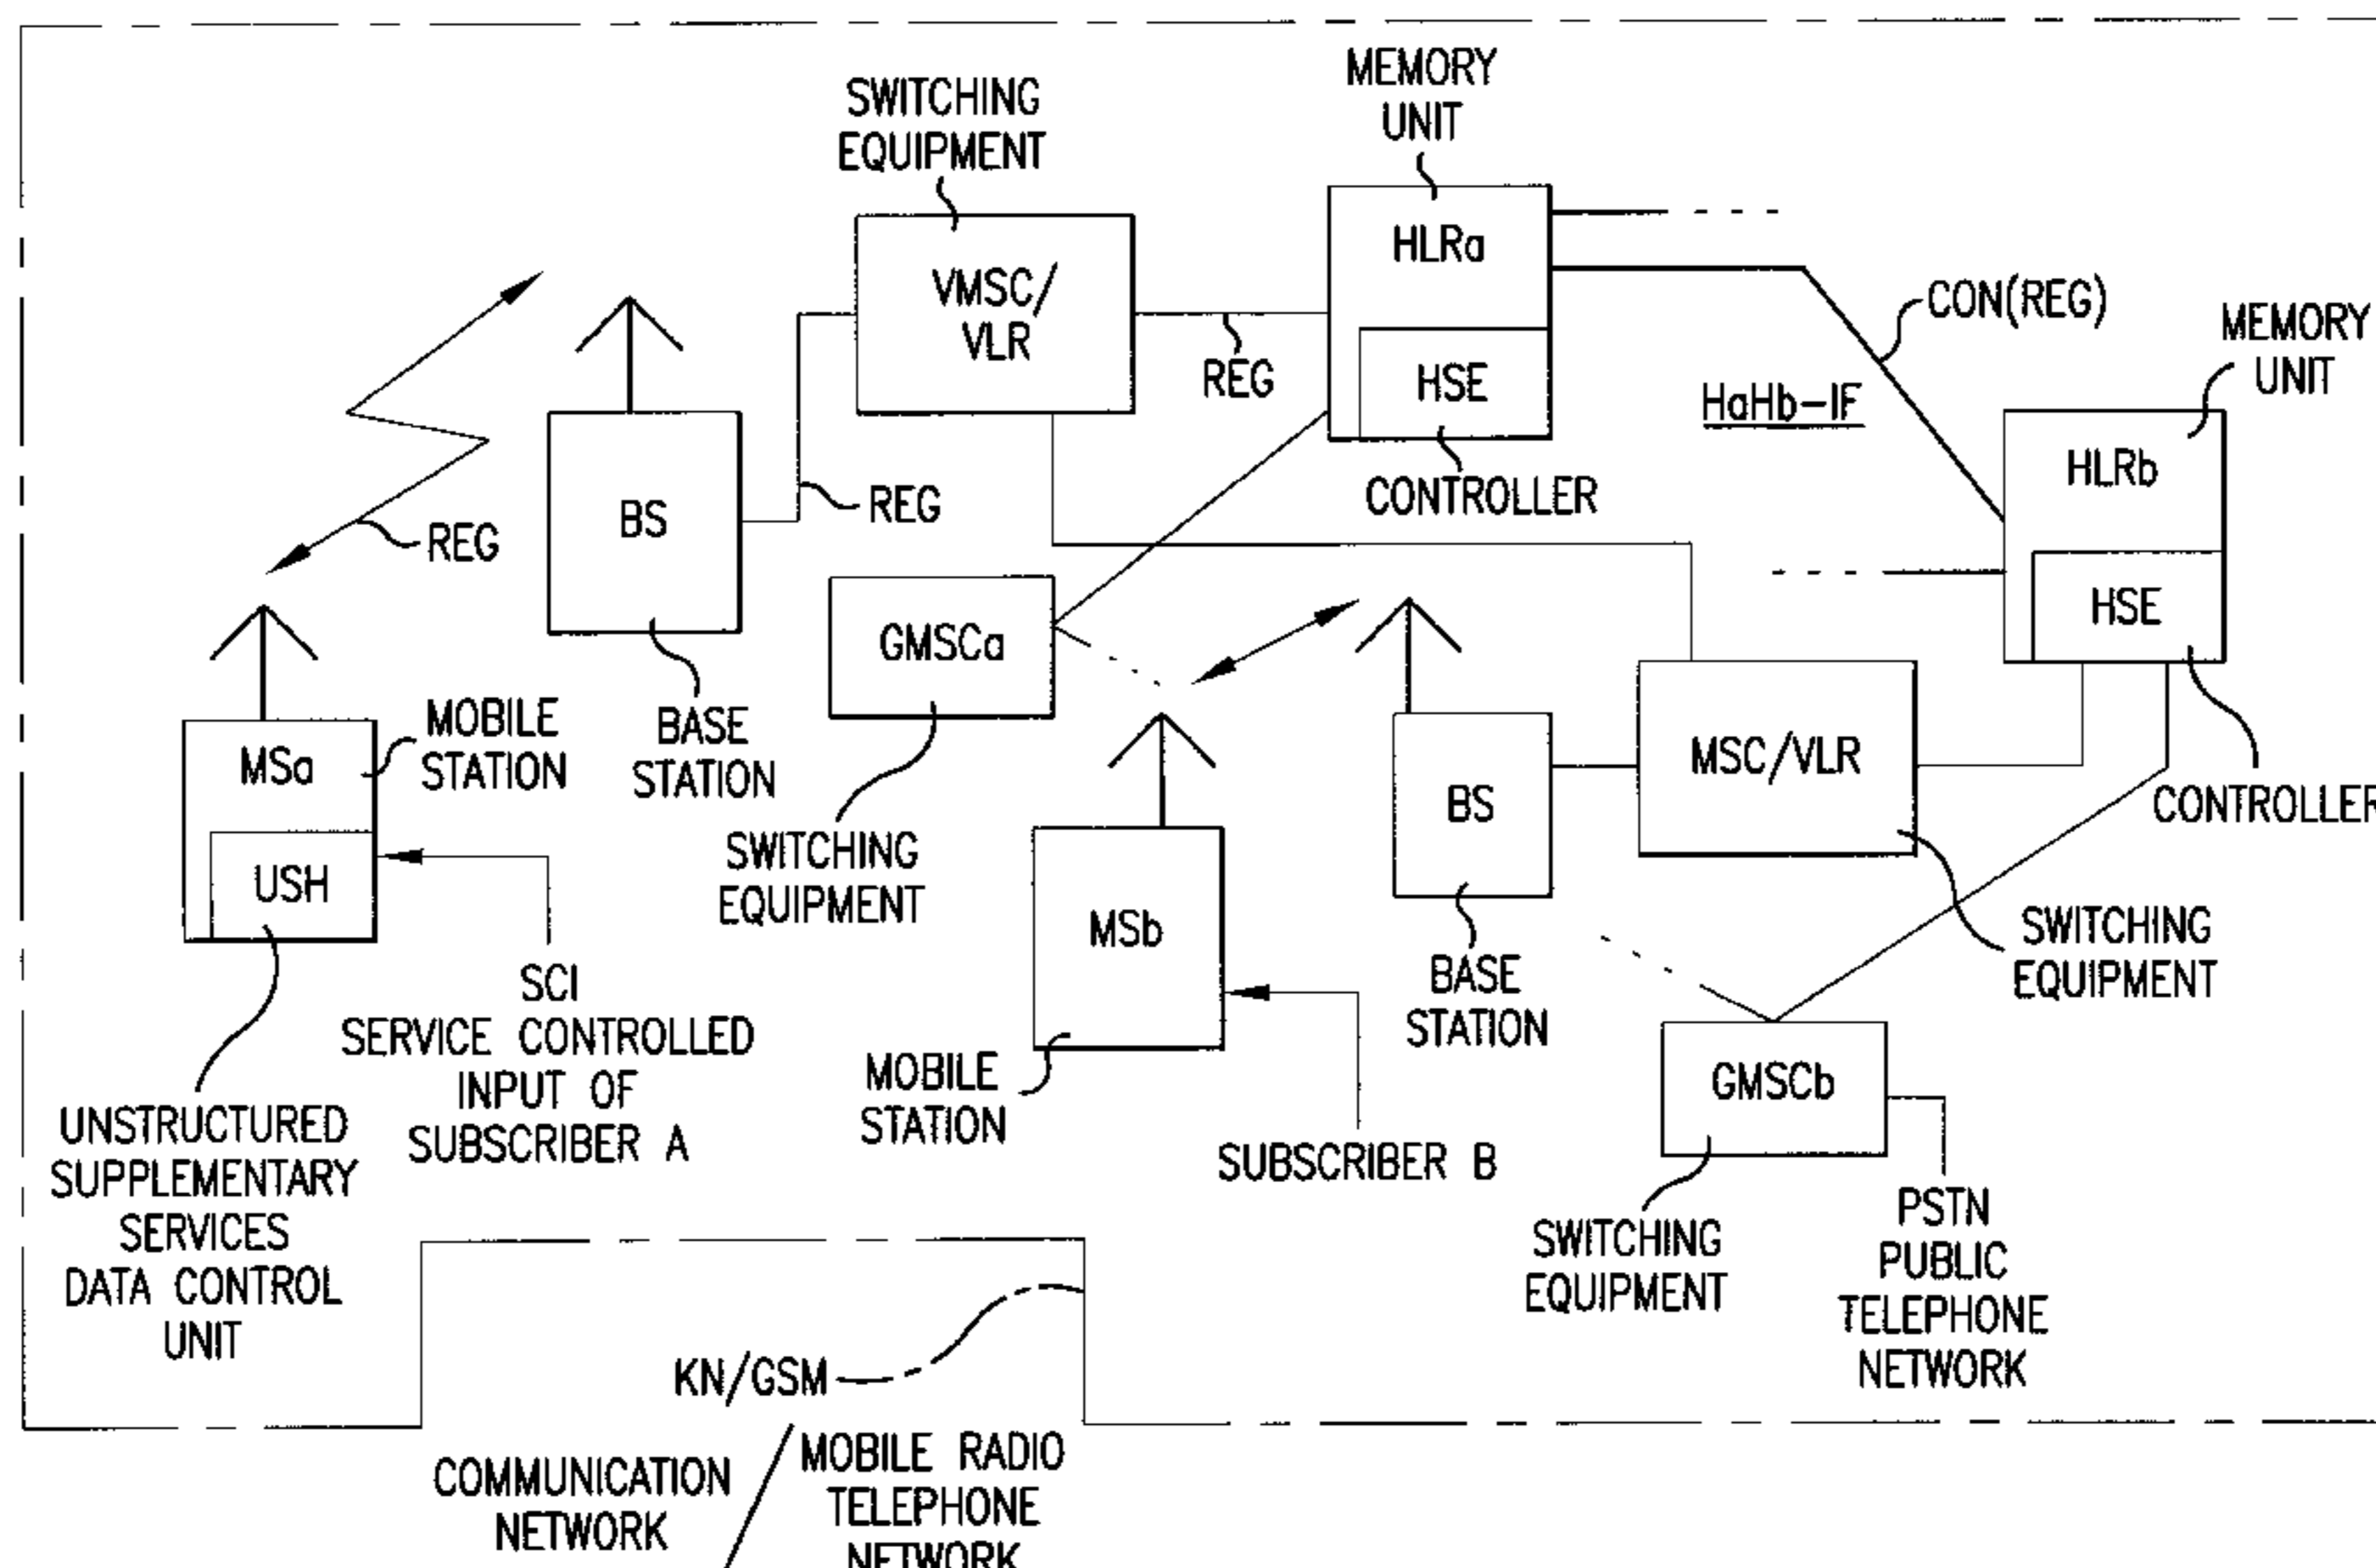 MEMORY
UNIT
SWITCHING
EQUIPMENT
HLRa
VMSC/
VLR
CON(REG)
MEMORY
UNIT
REG
HSE
HaHb-IF
HLRb
CONTROLLER
BS
REG
REG
HSE
GMSCa
MOBILE
STATION
BASE
STATION
MSa
MSC/VLR
BS
CONTROLLER
SWITCHING
EQUIPMENT
USH
MSb
SWITCHING
EQUIPMENT
BASE
STATION
SCI
SERVICE CONTROLLED
INPUT OF
SUBSCRIBER A
MOBILE
STATION
GMSCb
UNSTRUCTURED
SUPPLEMENTARY
SERVICES
DATA CONTROL
UNIT
SUBSCRIBER B
SWITCHING
EQUIPMENT
PSTN
PUBLIC
TELEPHONE
NETWORK
KN/GSM
COMMUNICATION
NETWORK
MOBILE RADIO
TELEPHONE
NETWORK